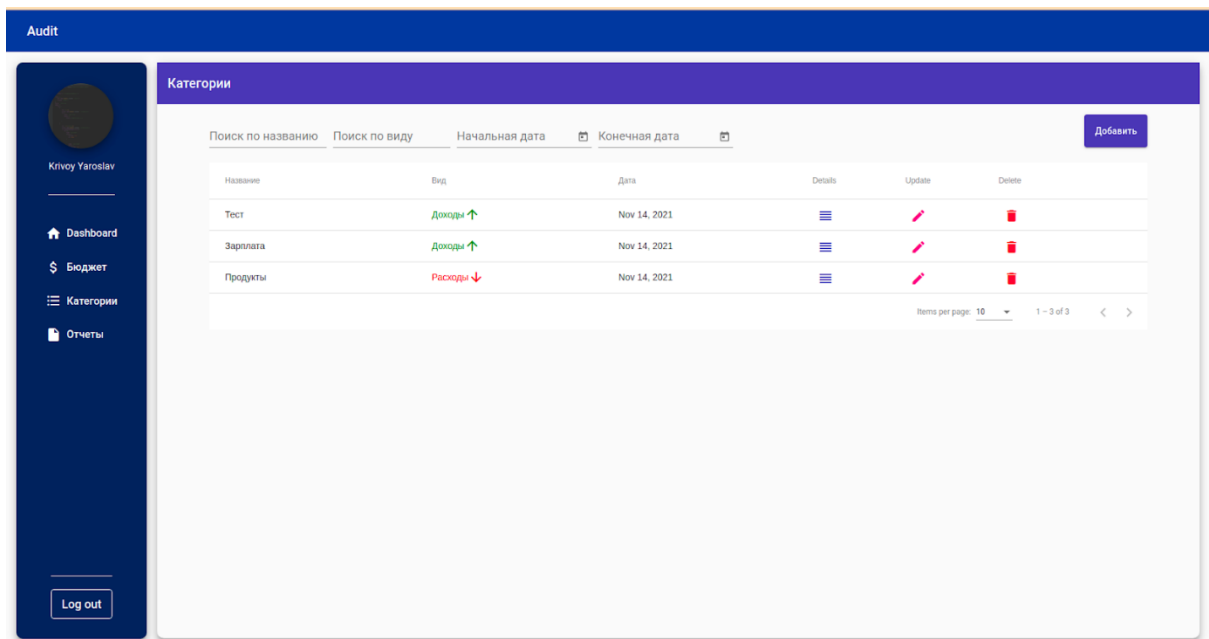 Audit
Krivoy Yaroslav
Dashboard
Бюджет
Категории
Отчеты
Log out
Категории
Поиск по названию Поиск по виду Начальная дата Конечная дата Добавить
Название Вид Дата Details Update Delete
Тест Доходы Nov 14, 2021
Зарплата Доходы Nov 14, 2021
Продукты Расходы Nov 14, 2021
Items per page: 10 1 – 3 of 3